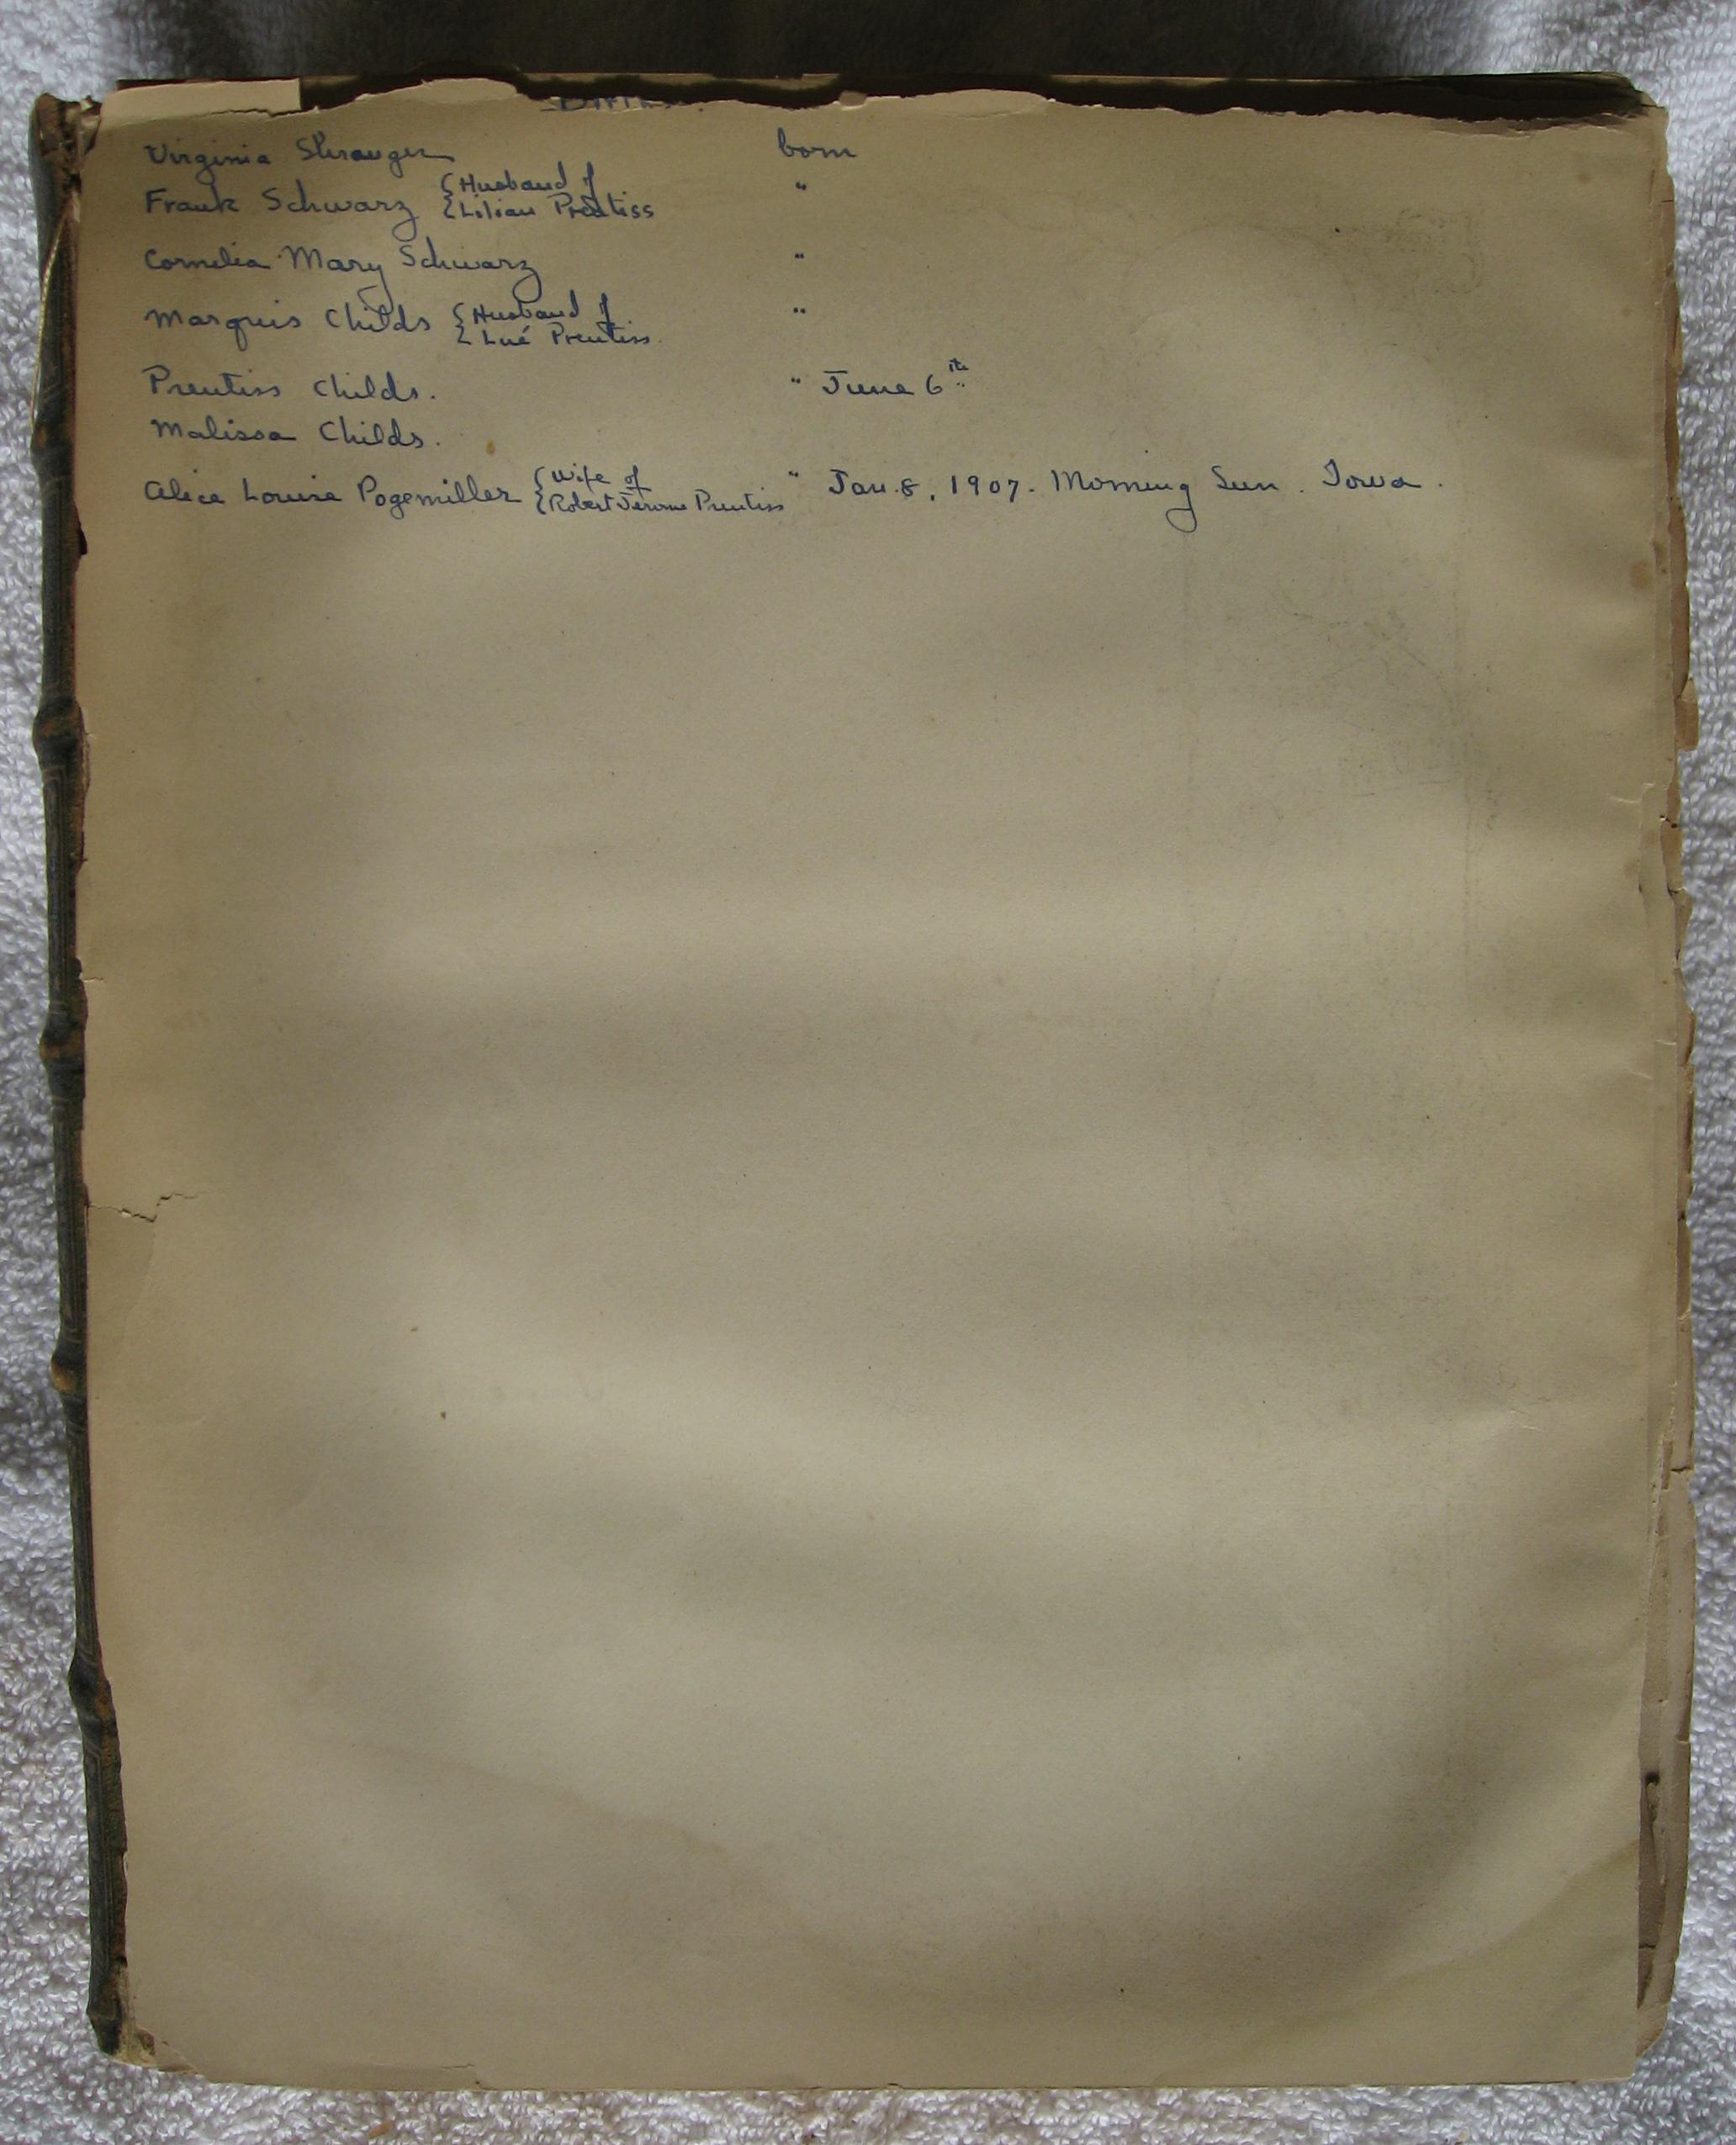 Births.
Virginia Shrauger born
Frank Schwarz { Husband of "
{ Lilian Prentiss
Cornelia Mary Schwarz "
Marquis Childs { Husband of "
{ Lué Prentiss.
Prentiss Childs. " June 6th
Malissa Childs.
Alice Louise Pogemiller { Wife of " Jan. 8, 1907. Morning Sun. Iowa.
{ Robert Jerome Prentiss